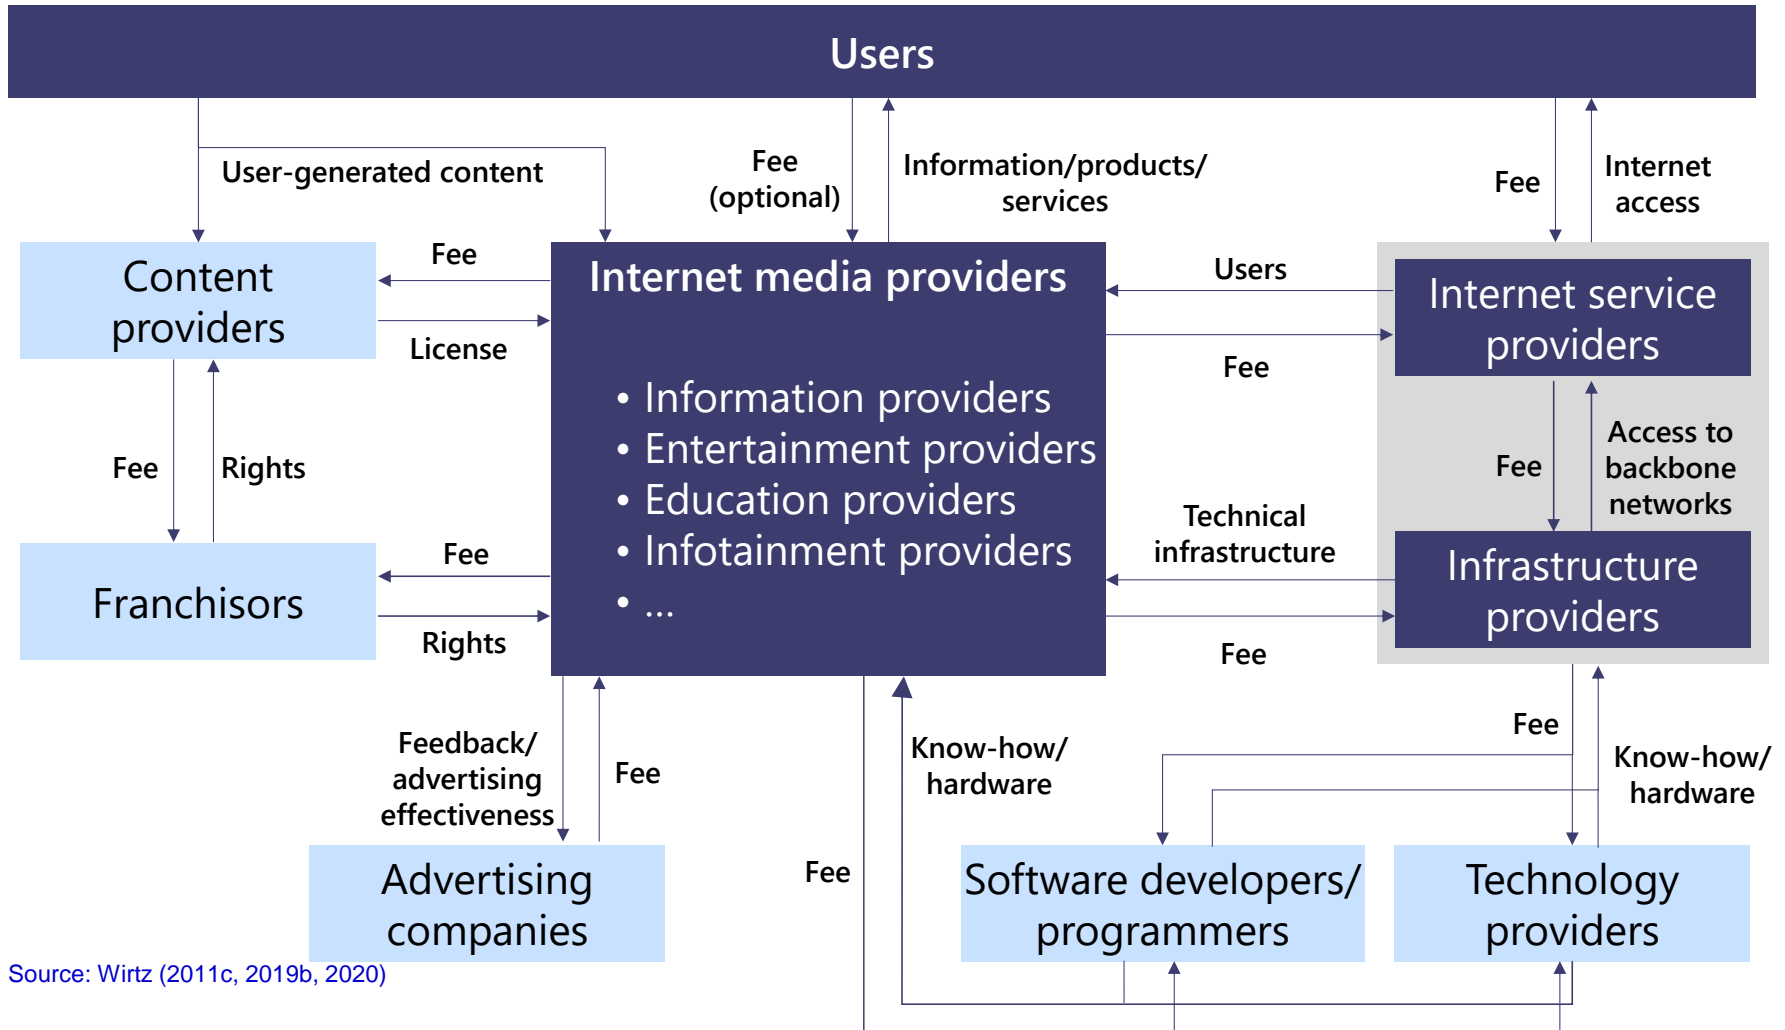 Users
User-generated content
Fee
(optional)
Information/products/
services
Fee
Internet
access
Content
providers
Fee
License
Internet media providers
• Information providers
• Entertainment providers
• Education providers
• Infotainment providers
• ...
Users
Fee
Internet service
providers
Fee
Rights
Fee
Access to
backbone
networks
Franchisors
Fee
Rights
Technical
infrastructure
Fee
Infrastructure
providers
Feedback/
advertising
effectiveness
Fee
Know-how/
hardware
Fee
Know-how/
hardware
Fee
Advertising
companies
Software developers/
programmers
Technology
providers
Source: Wirtz (2011c, 2019b, 2020)